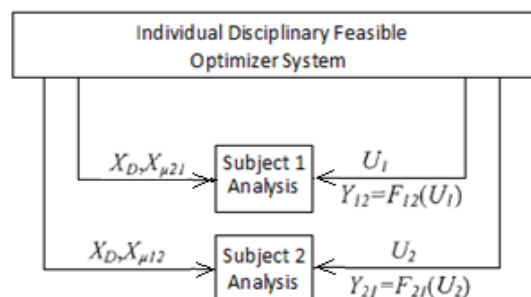 Individual Disciplinary Feasible
Optimizer System
X_D,X_μ21
Subject 1
Analysis
U_1
Y_12=F_12(U_1)
X_D,X_μ12
Subject 2
Analysis
U_2
Y_21=F_21(U_2)